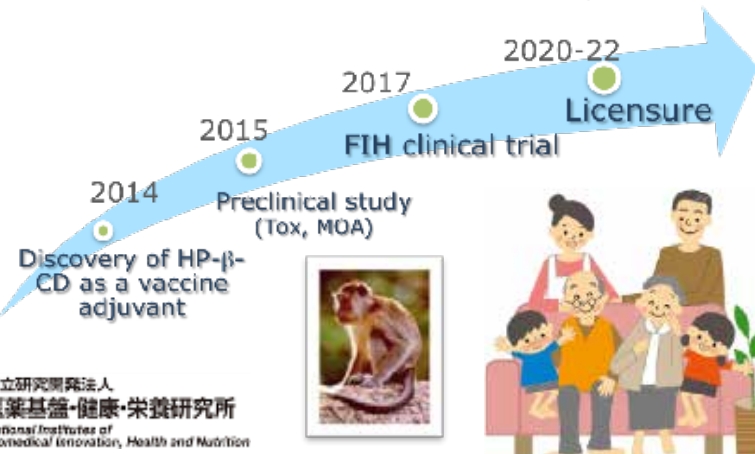 2020-22
Licensure
2017
FIH clinical trial
2015
Preclinical study
(Tox, MOA)
2014
Discovery of HP-β-
CD as a vaccine
adjuvant
立研究開発法人
薬基盤・健康・栄養研究所
ational Institutes of
omedical Innovation, Health and Nutrition